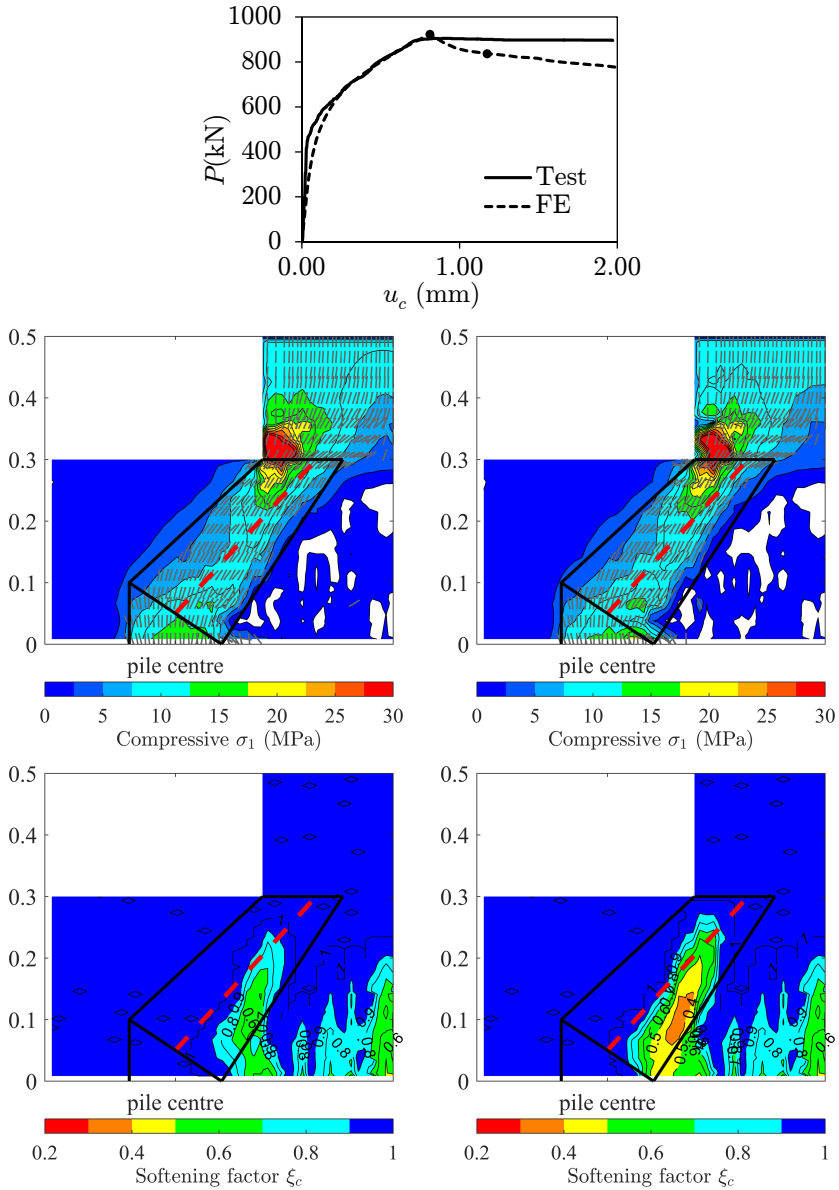 1000
800
600
400
200
0
P(kN)
Test
FE
0.00 1.00 2.00
u_c (mm)
0.5 0.5
0.4 0.4
0.3 0.3
0.2 0.2
0.1 0.1
0 0
pile centre pile centre
0 5 10 15 20 25 30 0 5 10 15 20 25 30
Compressive σ₁ (MPa) Compressive σ₁ (MPa)
0.5 0.5
0.4 0.4
0.3 0.3
0.2 0.2
0.1 0.1
0 0
pile centre pile centre
0.2 0.4 0.6 0.8 1 0.2 0.4 0.6 0.8 1
Softening factor ξ_c Softening factor ξ_c